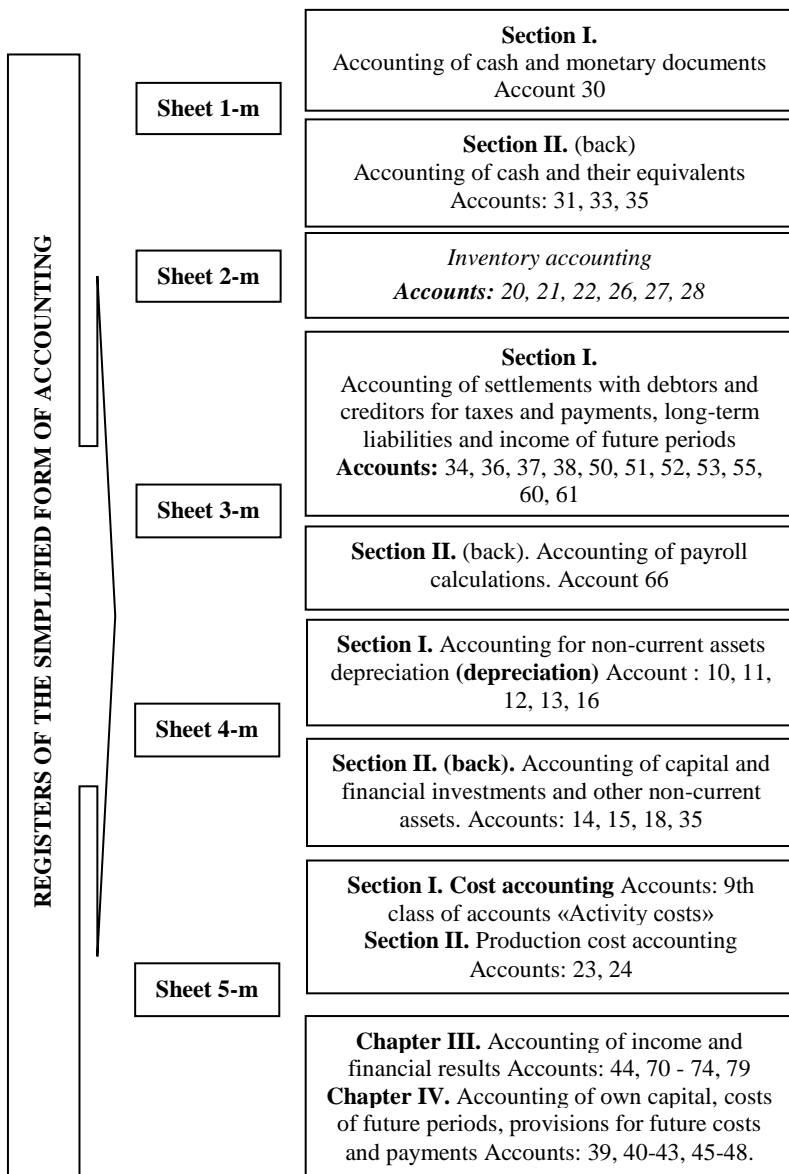 REGISTERS OF THE SIMPLIFIED FORM OF ACCOUNTING
Sheet 1-m
Section I.
Accounting of cash and monetary documents
Account 30
Section II. (back)
Accounting of cash and their equivalents
Accounts: 31, 33, 35
Sheet 2-m
Inventory accounting
Accounts: 20, 21, 22, 26, 27, 28
Sheet 3-m
Section I.
Accounting of settlements with debtors and
creditors for taxes and payments, long-term
liabilities and income of future periods
Accounts: 34, 36, 37, 38, 50, 51, 52, 53, 55,
60, 61
Section II. (back). Accounting of payroll
calculations. Account 66
Sheet 4-m
Section I. Accounting for non-current assets
depreciation (depreciation) Account : 10, 11,
12, 13, 16
Section II. (back). Accounting of capital and
financial investments and other non-current
assets. Accounts: 14, 15, 18, 35
Sheet 5-m
Section I. Cost accounting Accounts: 9th
class of accounts «Activity costs»
Section II. Production cost accounting
Accounts: 23, 24
Chapter III. Accounting of income and
financial results Accounts: 44, 70 - 74, 79
Chapter IV. Accounting of own capital, costs
of future periods, provisions for future costs
and payments Accounts: 39, 40-43, 45-48.